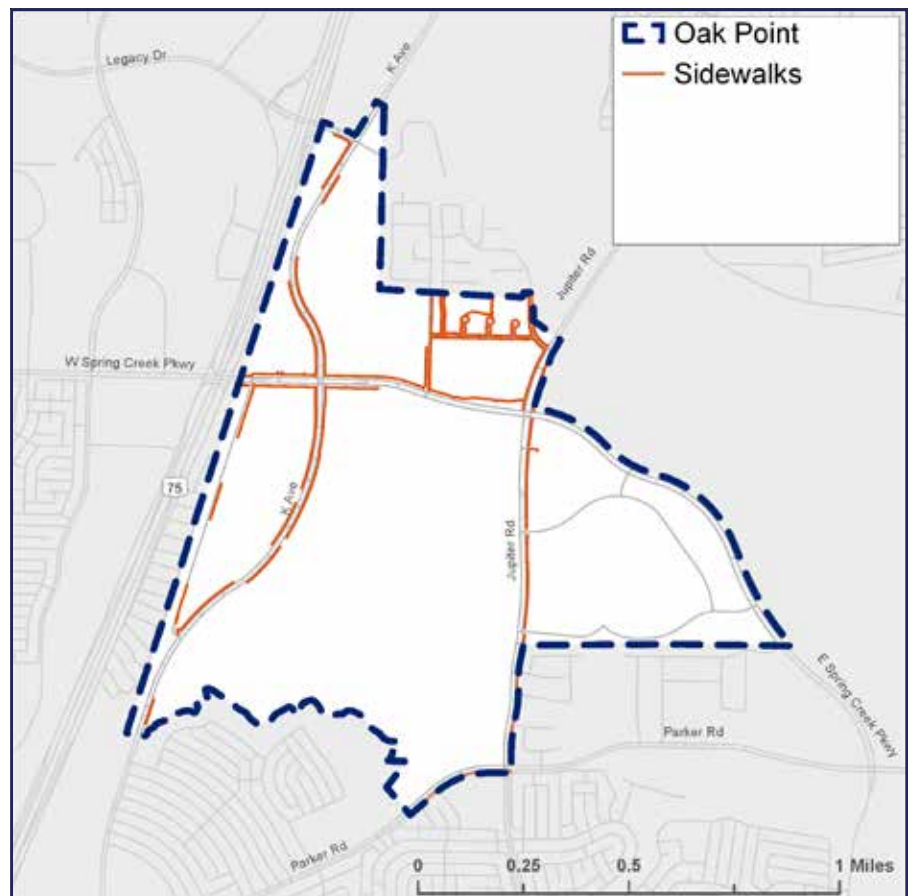 Oak Point
Sidewalks
Legacy Dr
K Ave
Jupiter Rd
W Spring Creek Pkwy
75
K Ave
Jupiter Rd
E Spring Creek Pkwy
Parker Rd
Parker Rd
0 0.25 0.5 1 Miles